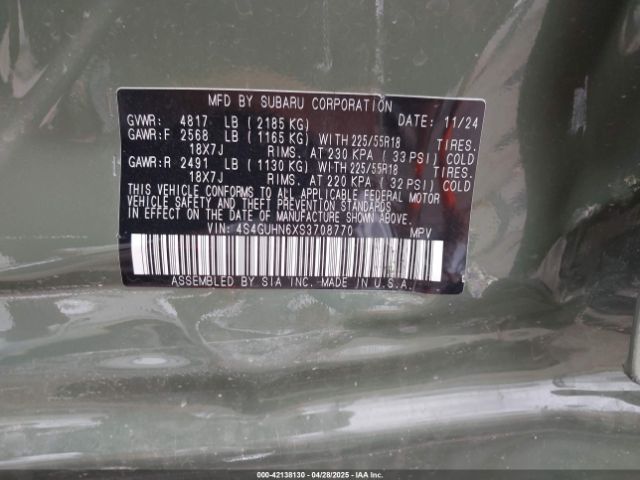 MFD BY SUBARU CORPORATION
GVWR: 4817 LB (2185 KG) DATE: 11/24
GAWR:F 2568 LB (1165 KG) WITH 225/55R18 TIRES.
18X7J RIMS. AT 230 KPA (33 PSI) COLD
GAWR:R 2491 LB (1130 KG) WITH 225/55R18 TIRES.
18X7J RIMS. AT 220 KPA (32 PSI) COLD
THIS VEHICLE CONFORMS TO ALL APPLICABLE FEDERAL MOTOR
VEHICLE SAFETY AND THEFT PREVENTION STANDARDS
IN EFFECT ON THE DATE OF MANUFACTURE SHOWN ABOVE.
VIN: 4S4GUHN6XS3708770 MPV
ASSEMBLED BY SIA INC. MADE IN U.S.A.
000-42138130 - 04/28/2025 - IAA Inc.